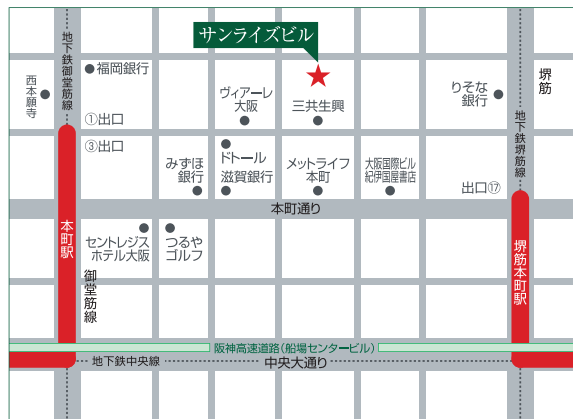 サンライズビル
地下鉄御堂筋線
福岡銀行
西本願寺
①出口
③出口
ヴィアーレ
大阪
三共生興
りそな
銀行
堺筋
地下鉄堺筋線
みずほ
銀行
ドトール
滋賀銀行
メットライフ
本町
大阪国際ビル
紀伊国屋書店
出口⑰
本町通り
本町駅
セントレジス
ホテル大阪
つるや
ゴルフ
御堂筋線
堺筋本町駅
阪神高速道路(船場センタービル)
地下鉄中央線
中央大通り